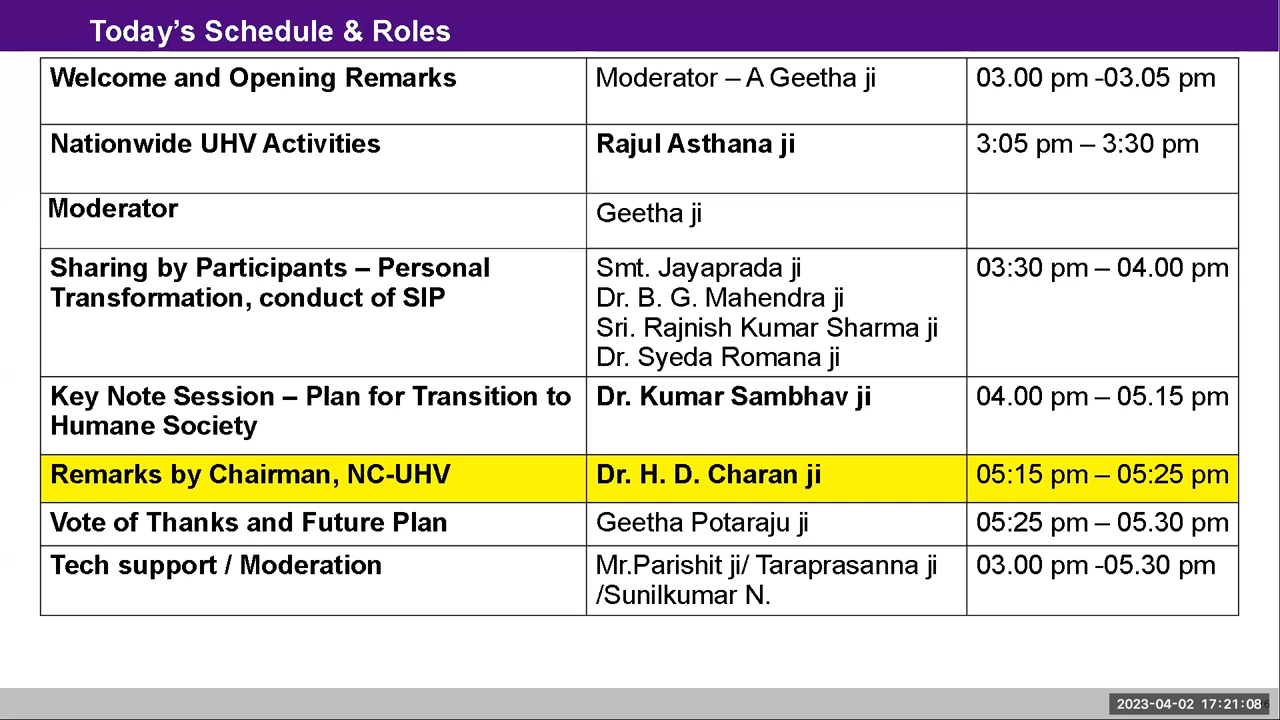 Today's Schedule & Roles
Welcome and Opening Remarks
Moderator – A Geetha ji
03.00 pm -03.05 pm
Nationwide UHV Activities
Rajul Asthana ji
3:05 pm – 3:30 pm
Moderator
Geetha ji
Sharing by Participants – Personal
Transformation, conduct of SIP
Smt. Jayaprada ji
Dr. B. G. Mahendra ji
Sri. Rajnish Kumar Sharma ji
Dr. Syeda Romana ji
03:30 pm – 04.00 pm
Key Note Session – Plan for Transition to
Humane Society
Dr. Kumar Sambhav ji
04.00 pm – 05.15 pm
Remarks by Chairman, NC-UHV
Dr. H. D. Charan ji
05:15 pm – 05:25 pm
Vote of Thanks and Future Plan
Geetha Potaraju ji
05:25 pm – 05.30 pm
Tech support / Moderation
Mr.Parishit ji/ Taraprasanna ji
/Sunilkumar N.
03.00 pm -05.30 pm
2023-04-02 17:21:08